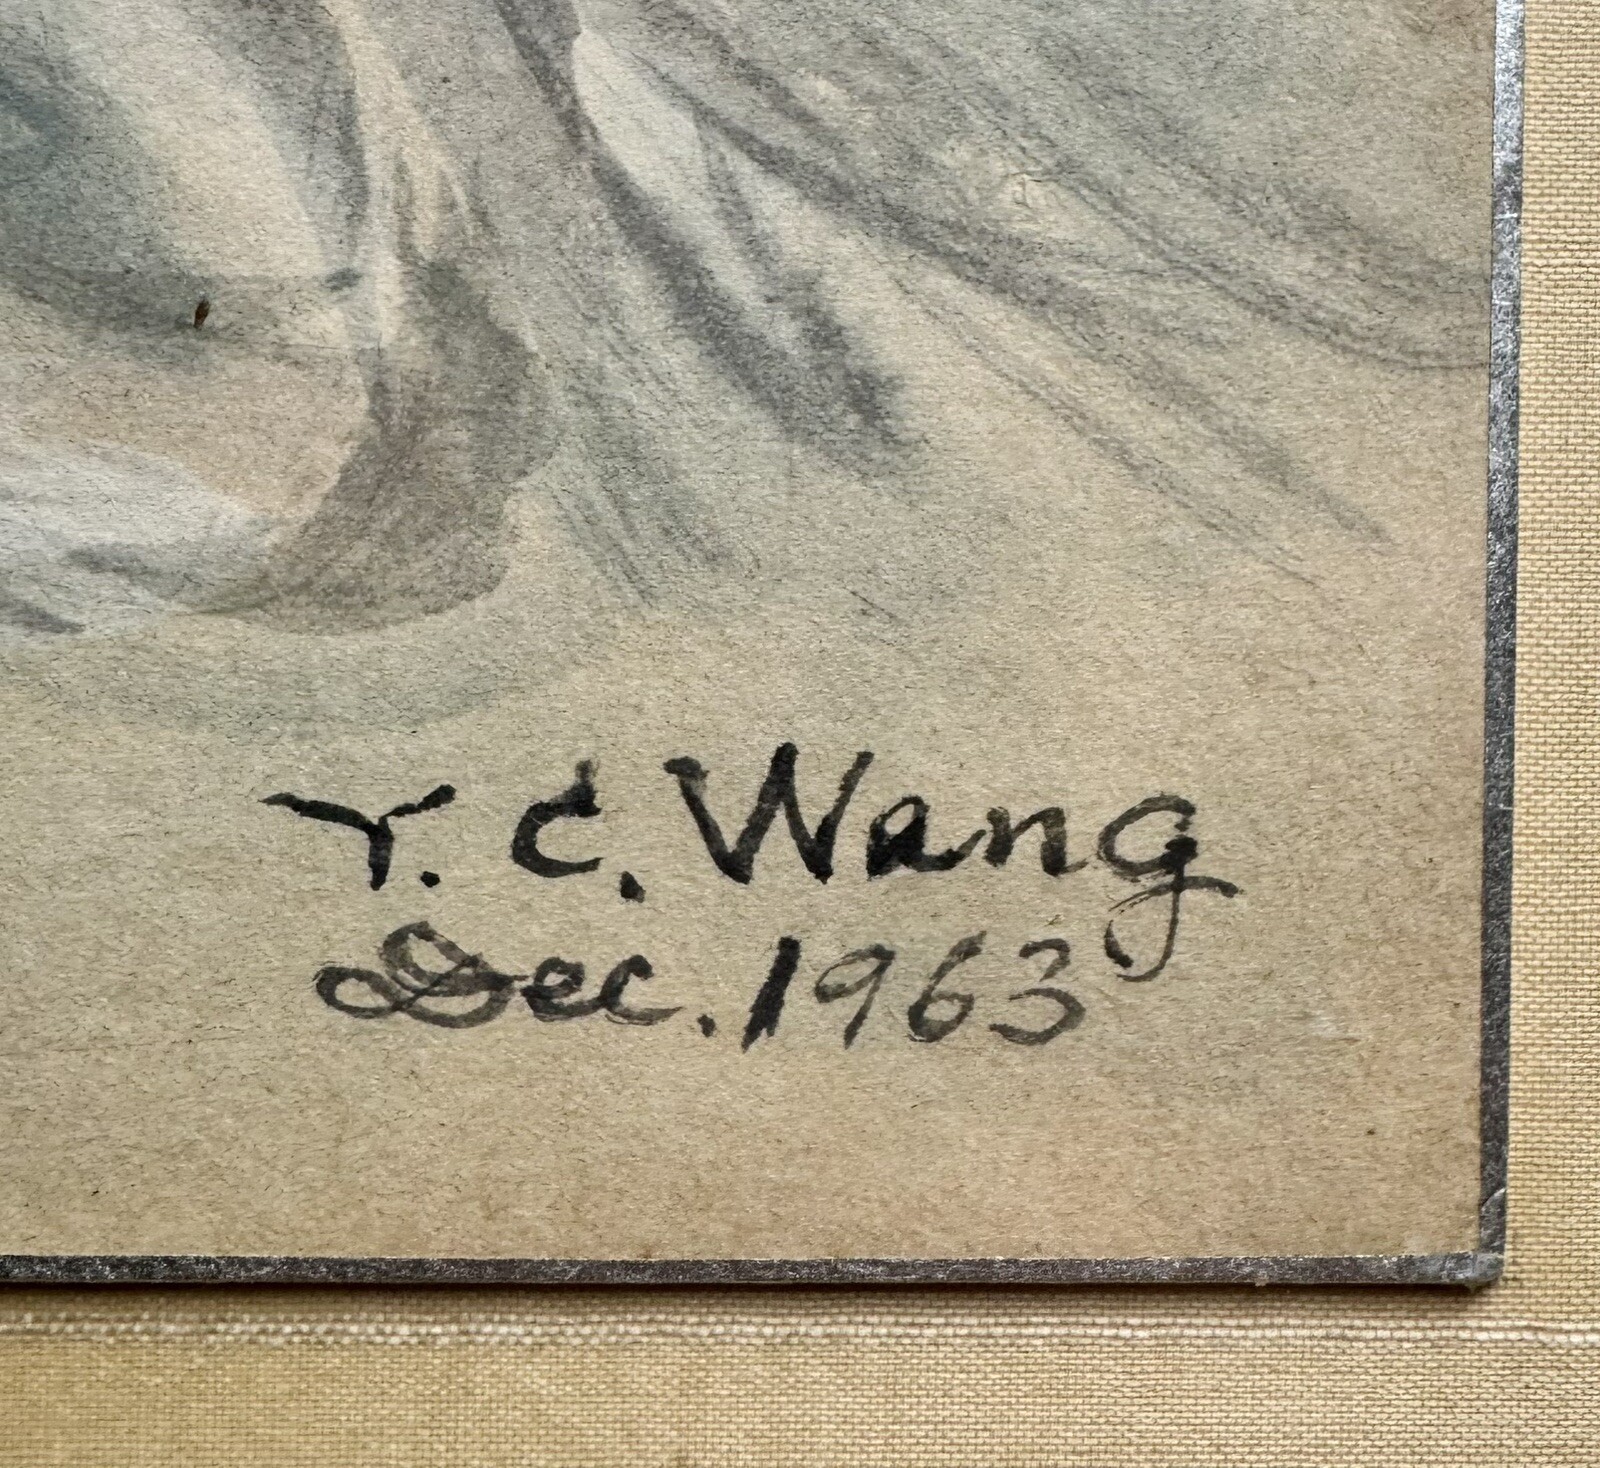 Y. C. Wang
Dec. 1963